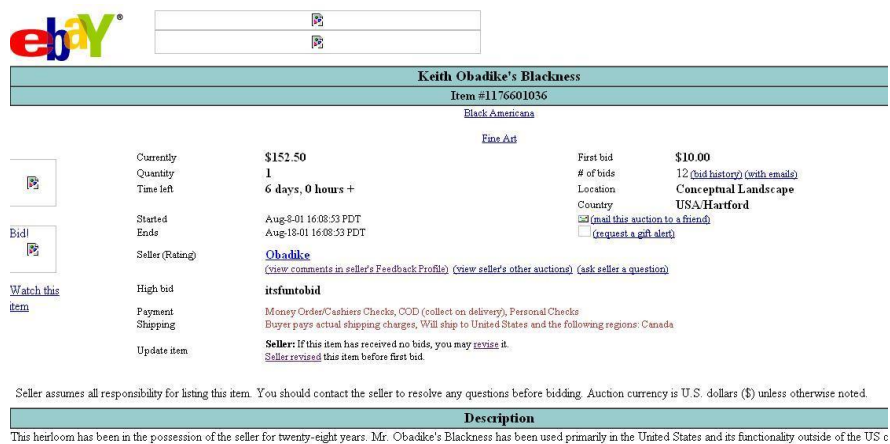 ebaY®
Keith Obadike's Blackness
Item #1176601036
Black Americana
Fine Art
Currently $152.50 First bid $10.00
Quantity 1 # of bids 12 (bid history) (with emails)
Time left 6 days, 0 hours + Location Conceptual Landscape
Country USA/Hartford
Started Aug-8-01 16:08:53 PDT (mail this auction to a friend)
Ends Aug-18-01 16:08:53 PDT (request a gift alert)
Bid!
Seller (Rating) Obadike
(view comments in seller's Feedback Profile) (view seller's other auctions) (ask seller a question)
Watch this
item
High bid itsfuntobid
Payment Money Order/Cashiers Checks, COD (collect on delivery), Personal Checks
Shipping Buyer pays actual shipping charges, Will ship to United States and the following regions: Canada
Update item Seller: If this item has received no bids, you may revise it.
Seller revised this item before first bid.
Seller assumes all responsibility for listing this item. You should contact the seller to resolve any questions before bidding. Auction currency is U.S. dollars ($) unless otherwise noted.
Description
This heirloom has been in the possession of the seller for twenty-eight years. Mr. Obadike's Blackness has been used primarily in the United States and its functionality outside of the US